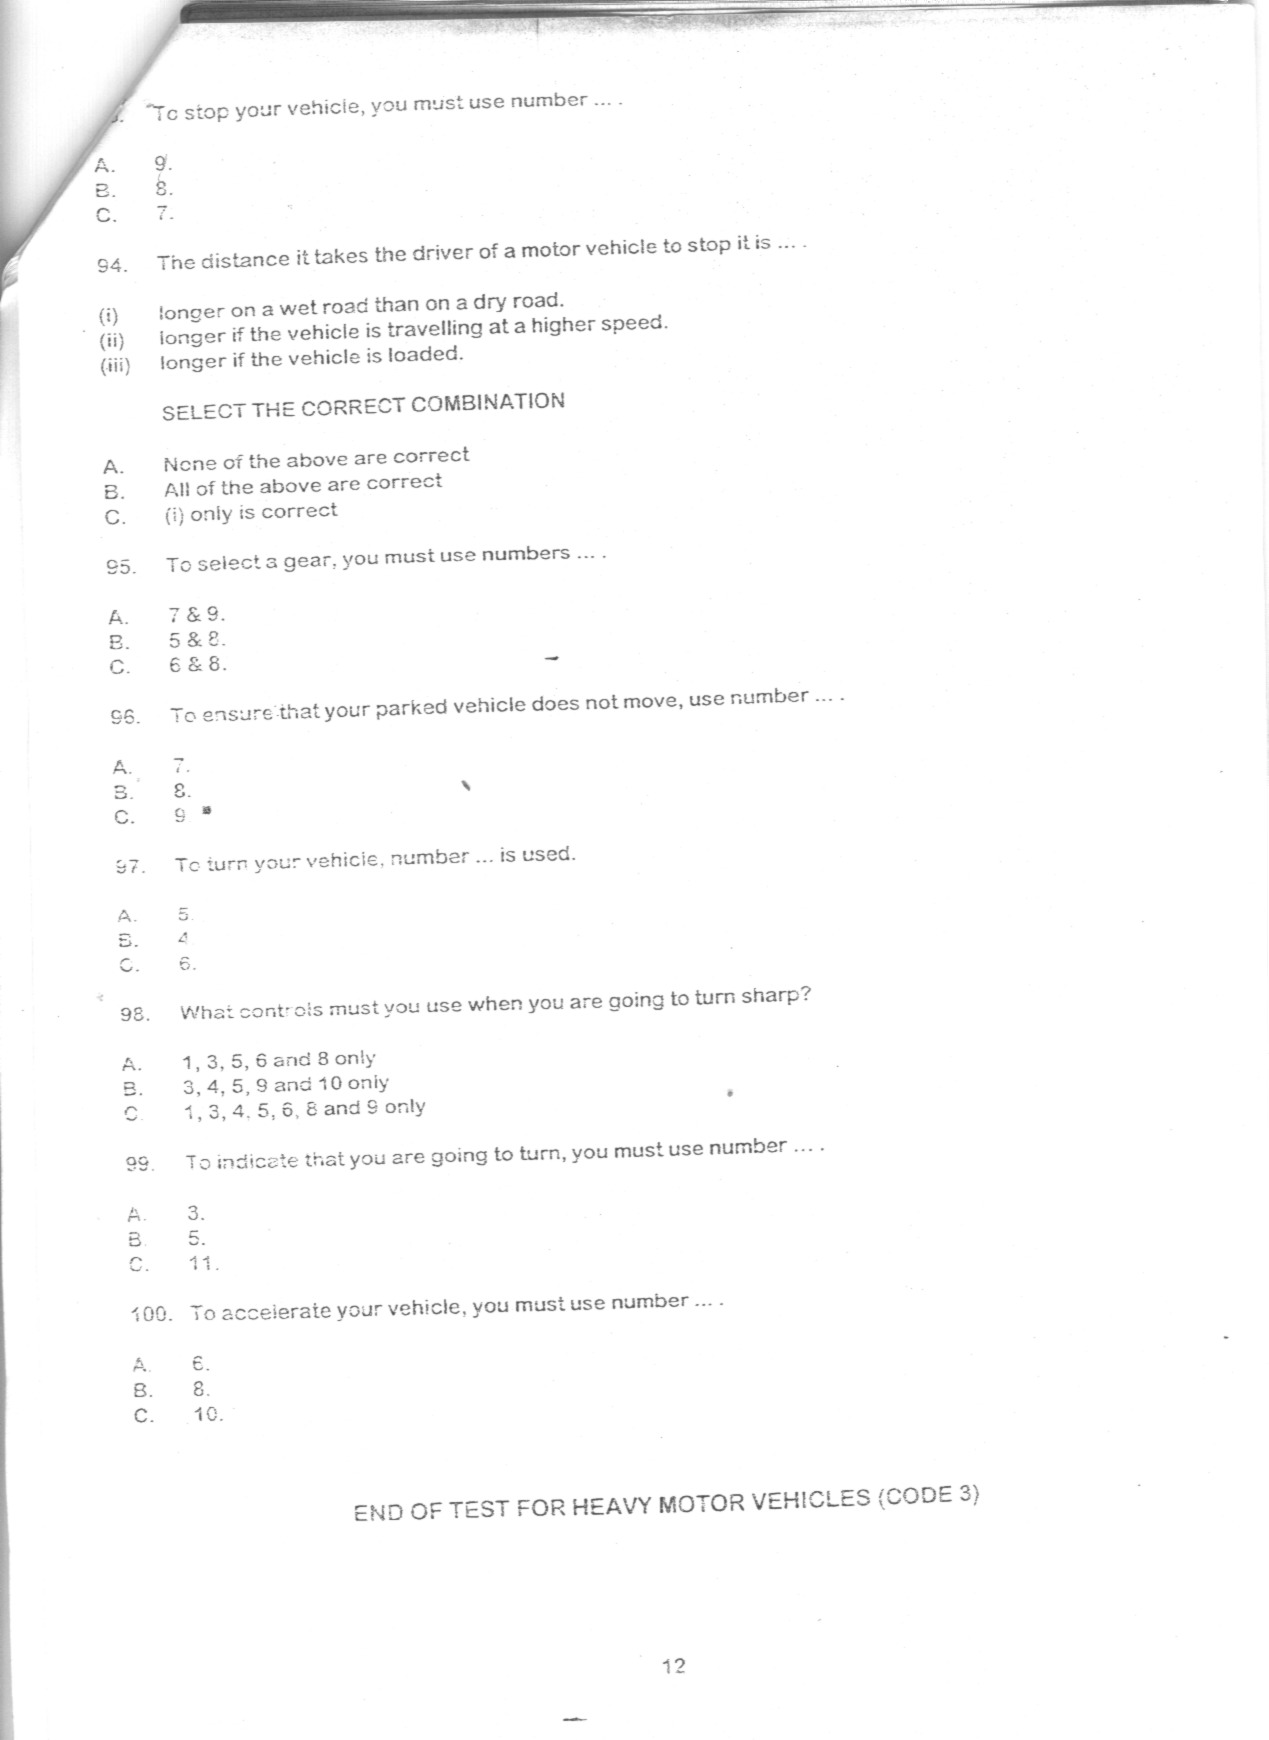 To stop your vehicle, you must use number ... .
A. 9.
B. 8.
C. 7.
94. The distance it takes the driver of a motor vehicle to stop it is ... .
(i) longer on a wet road than on a dry road.
(ii) longer if the vehicle is travelling at a higher speed.
(iii) longer if the vehicle is loaded.
SELECT THE CORRECT COMBINATION
A. None of the above are correct
B. All of the above are correct
C. (i) only is correct
95. To select a gear, you must use numbers ... .
A. 7 & 9.
B. 5 & 8.
C. 6 & 8.
96. To ensure that your parked vehicle does not move, use number ... .
A. 7.
B. 8.
C. 9
97. To turn your vehicle, number ... is used.
A. 5.
B. 4
C. 6.
98. What controls must you use when you are going to turn sharp?
A. 1, 3, 5, 6 and 8 only
B. 3, 4, 5, 9 and 10 only
C 1, 3, 4, 5, 6, 8 and 9 only
99. To indicate that you are going to turn, you must use number ... .
A. 3.
B. 5.
C. 11.
100. To accelerate your vehicle, you must use number ... .
A. 6.
B. 8.
C. 10.
END OF TEST FOR HEAVY MOTOR VEHICLES (CODE 3)
12